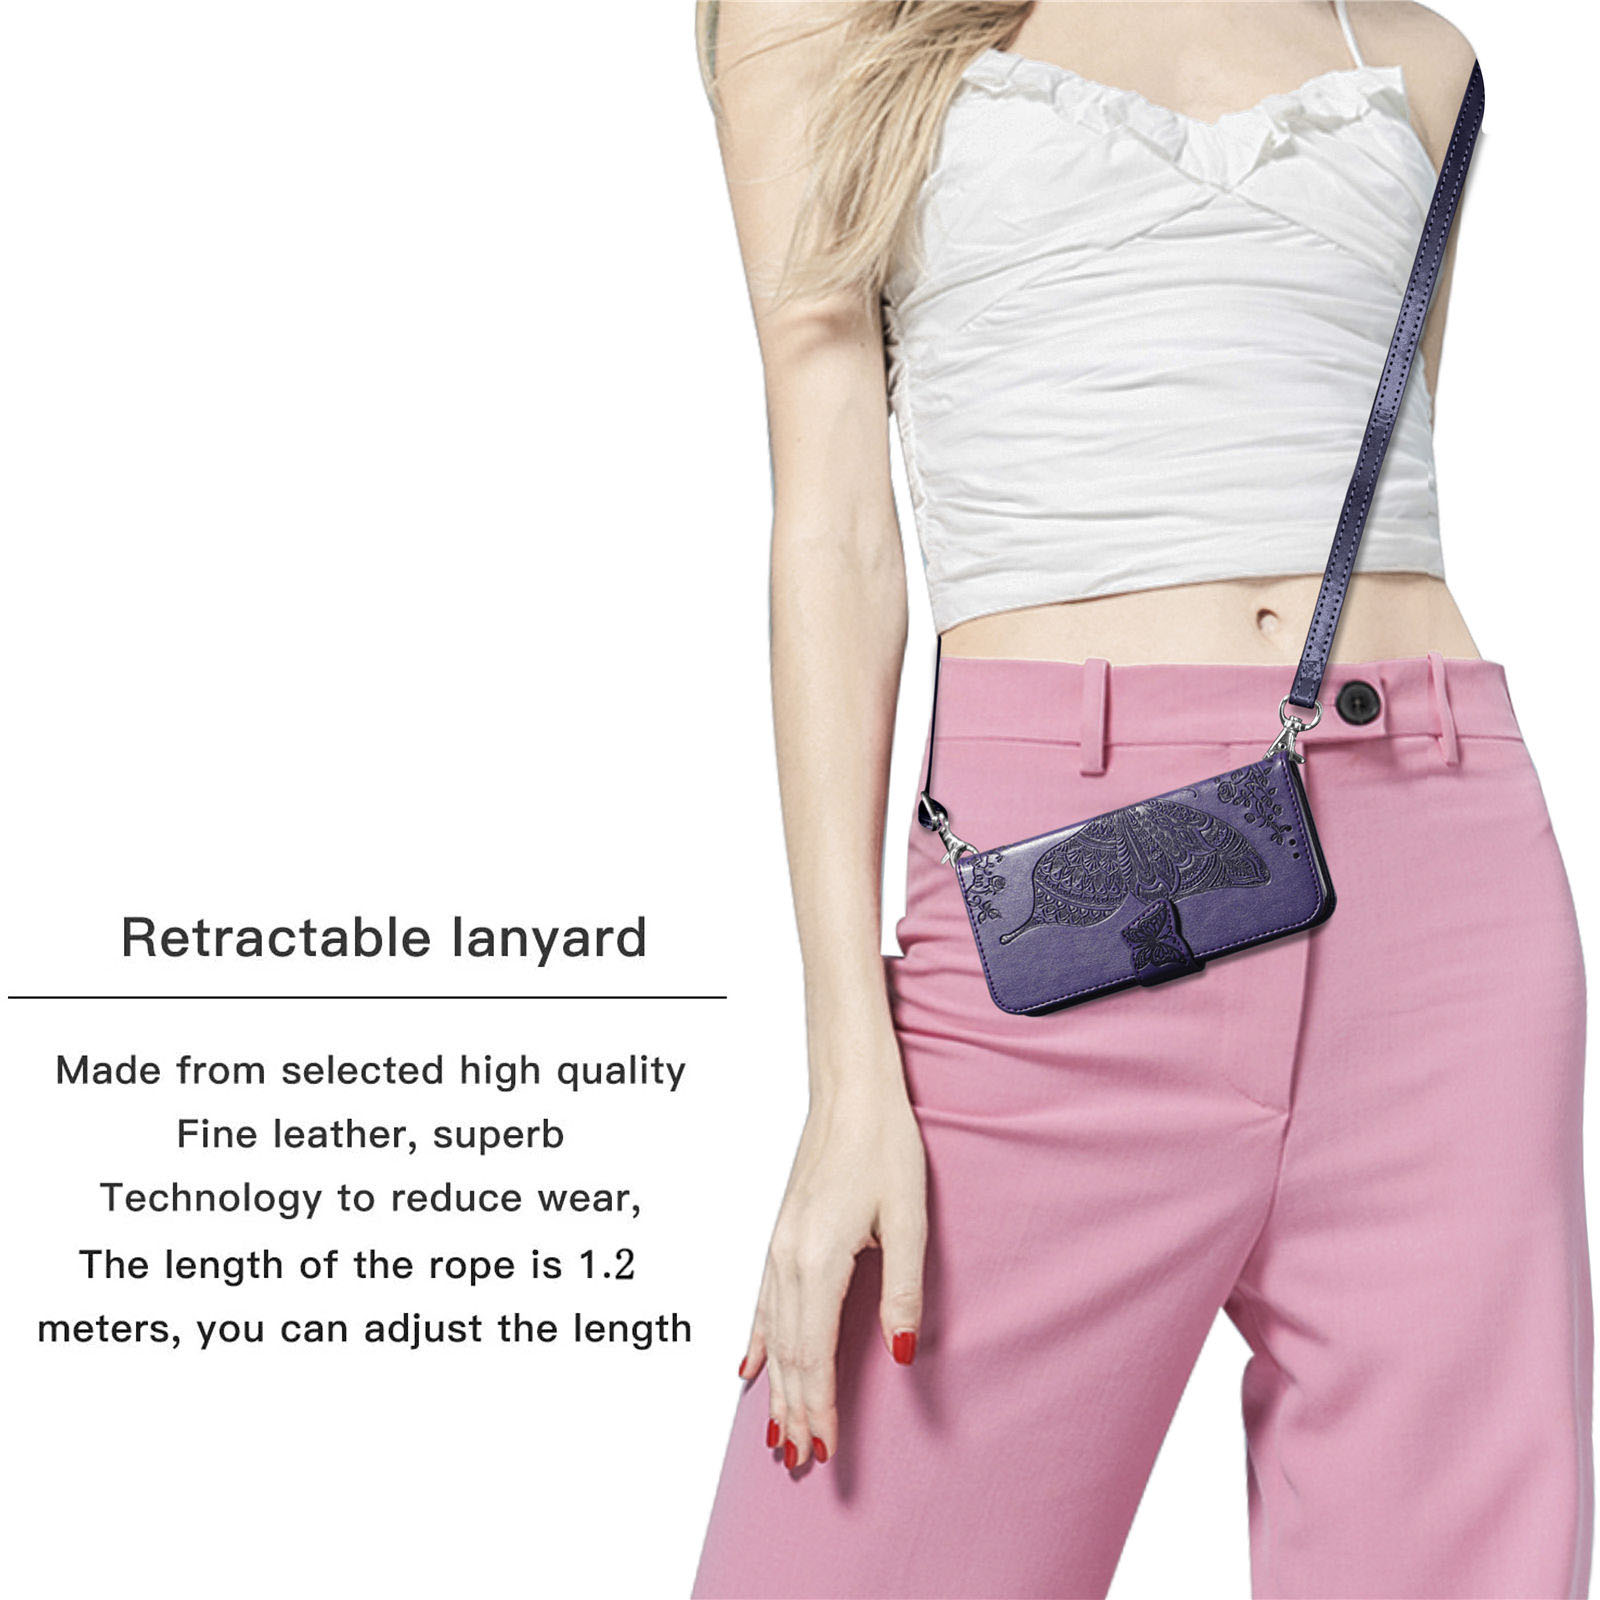 Retractable lanyard
Made from selected high quality
Fine leather, superb
Technology to reduce wear,
The length of the rope is 1.2
meters, you can adjust the length